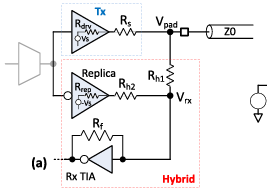 Tx
Rdrv
Vs
Rs
Vpad
Z0
Replica
Rrep
Vs
Rh2
Rh1
Vrx
Rf
(a)
Rx TIA
Hybrid